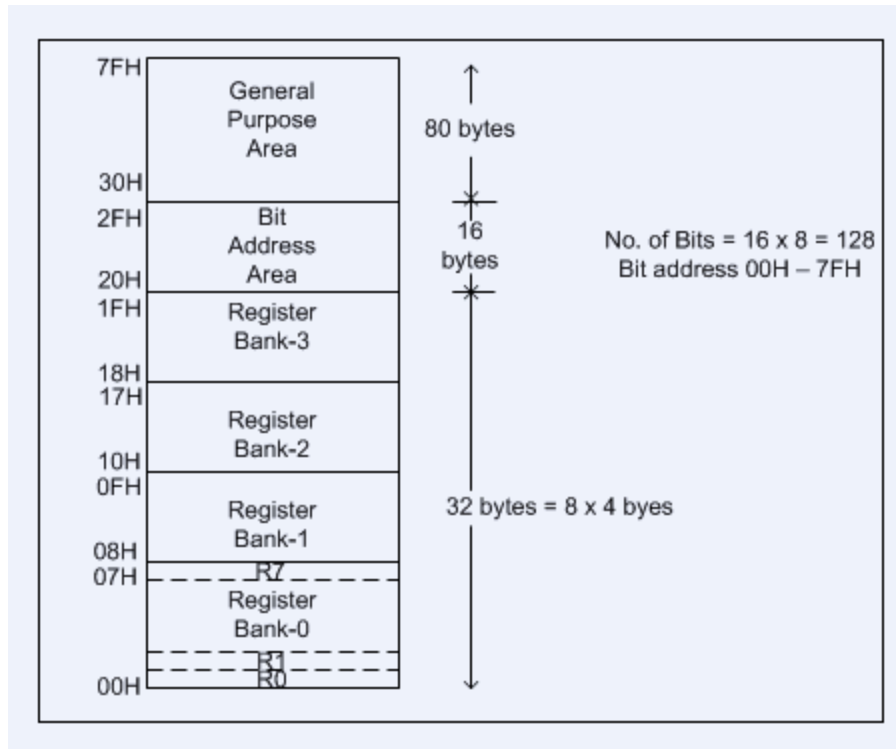 7FH
General
Purpose
Area
80 bytes
30H
2FH
Bit
Address
Area
16
bytes
No. of Bits = 16 x 8 = 128
Bit address 00H – 7FH
20H
1FH
Register
Bank-3
18H
17H
Register
Bank-2
10H
0FH
Register
Bank-1
32 bytes = 8 x 4 byes
08H
07H
R7
Register
Bank-0
R1
R0
00H